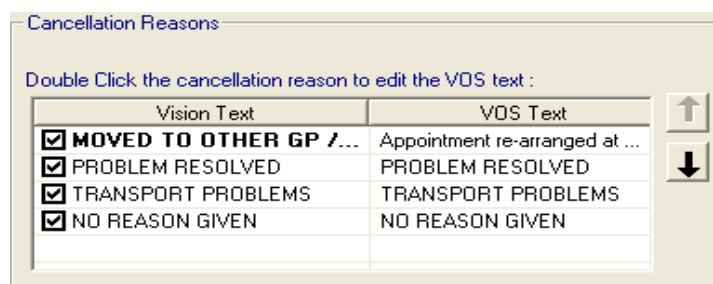 Cancellation Reasons
Double Click the cancellation reason to edit the VOS text :
Vision Text VOS Text
MOVED TO OTHER GP /... Appointment re-arranged at ...
PROBLEM RESOLVED PROBLEM RESOLVED
TRANSPORT PROBLEMS TRANSPORT PROBLEMS
NO REASON GIVEN NO REASON GIVEN